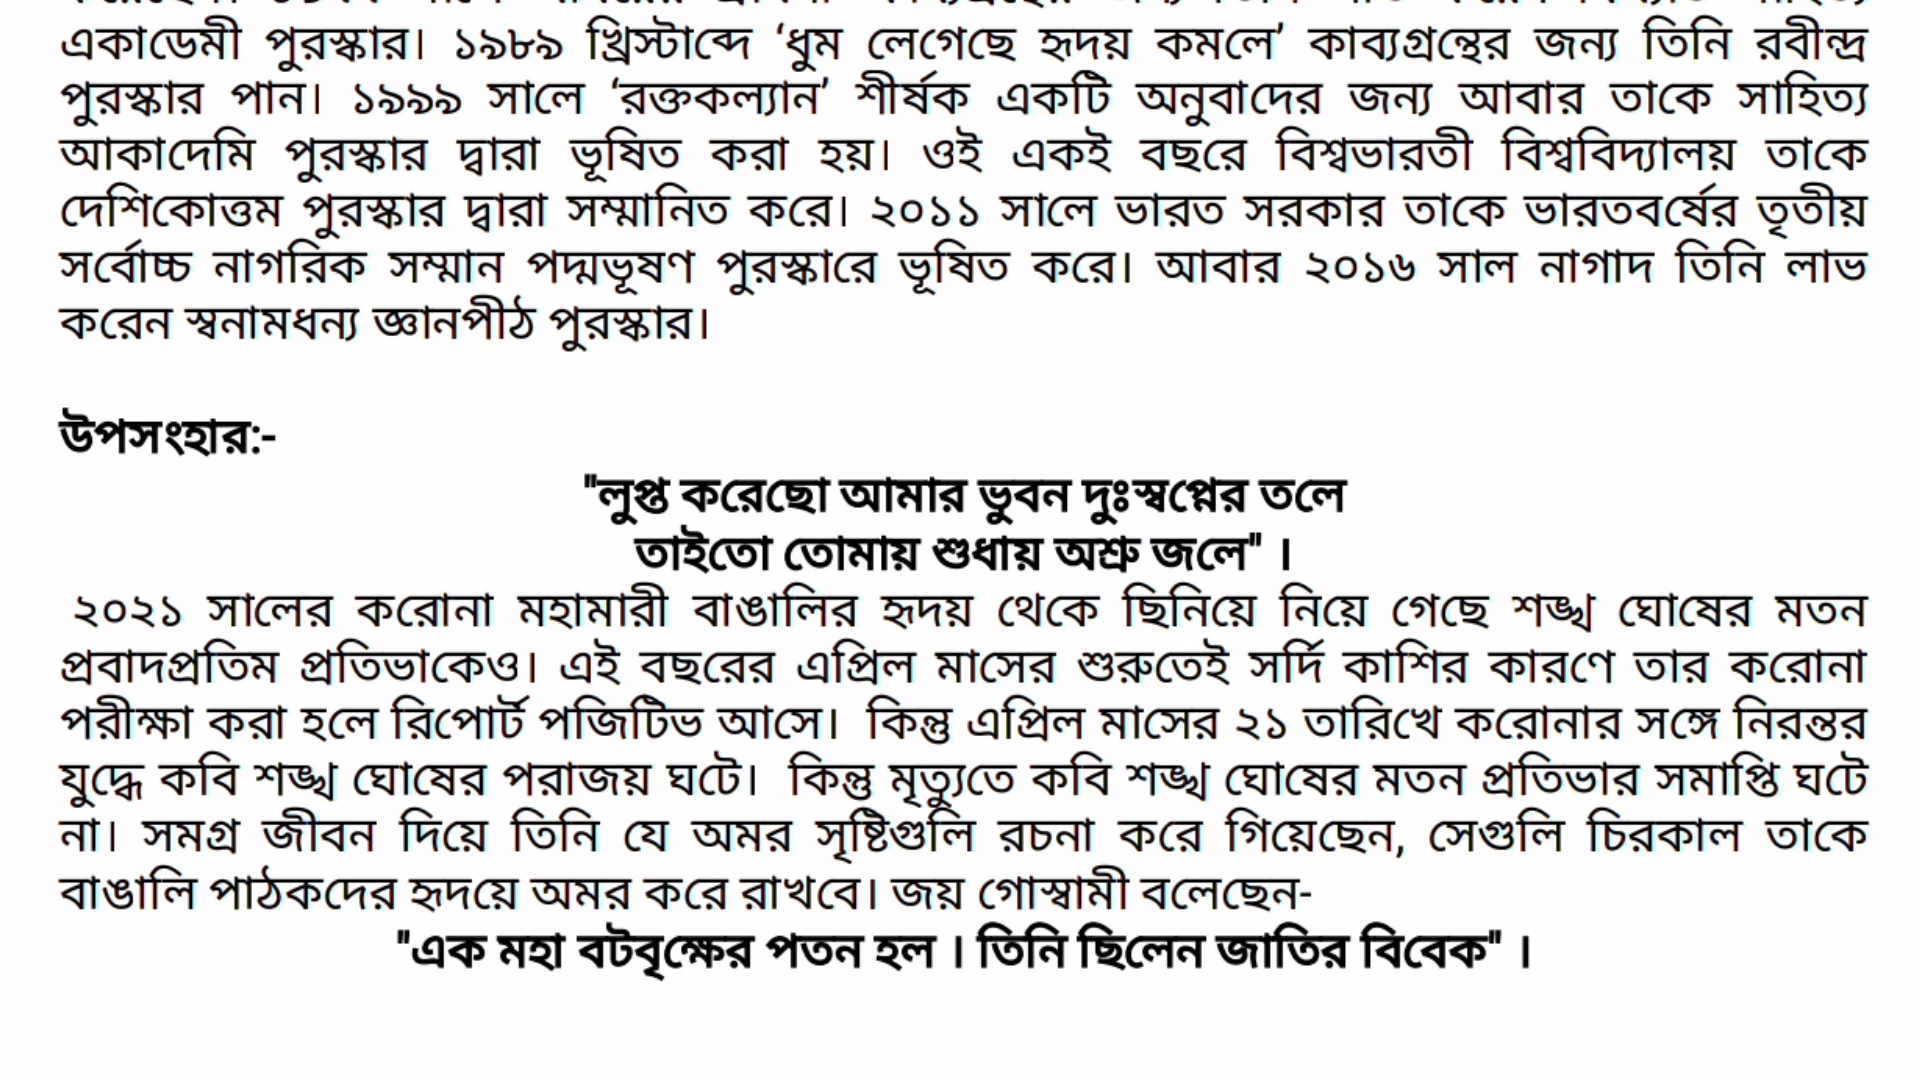 একাডেমী পুরস্কার। ১৯৮৯ খ্রিস্টাব্দে ‘ধুম লেগেছে হৃদয় কমলে’ কাব্যগ্রন্থের জন্য তিনি রবীন্দ্র
পুরস্কার পান। ১৯৯৯ সালে ‘রক্তকল্যান’ শীর্ষক একটি অনুবাদের জন্য আবার তাকে সাহিত্য
আকাদেমি পুরস্কার দ্বারা ভূষিত করা হয়। ওই একই বছরে বিশ্বভারতী বিশ্ববিদ্যালয় তাকে
দেশিকোত্তম পুরস্কার দ্বারা সম্মানিত করে। ২০১১ সালে ভারত সরকার তাকে ভারতবর্ষের তৃতীয়
সর্বোচ্চ নাগরিক সম্মান পদ্মভূষণ পুরস্কারে ভূষিত করে। আবার ২০১৬ সাল নাগাদ তিনি লাভ
করেন স্বনামধন্য জ্ঞানপীঠ পুরস্কার।
উপসংহার:-
"লুপ্ত করেছো আমার ভুবন দুঃস্বপ্নের তলে
তাইতো তোমায় শুধায় অশ্রু জলে" ।
২০২১ সালের করোনা মহামারী বাঙালির হৃদয় থেকে ছিনিয়ে নিয়ে গেছে শঙ্খ ঘোষের মতন
প্রবাদপ্রতিম প্রতিভাকেও। এই বছরের এপ্রিল মাসের শুরুতেই সর্দি কাশির কারণে তার করোনা
পরীক্ষা করা হলে রিপোর্ট পজিটিভ আসে। কিন্তু এপ্রিল মাসের ২১ তারিখে করোনার সঙ্গে নিরন্তর
যুদ্ধে কবি শঙ্খ ঘোষের পরাজয় ঘটে। কিন্তু মৃত্যুতে কবি শঙ্খ ঘোষের মতন প্রতিভার সমাপ্তি ঘটে
না। সমগ্র জীবন দিয়ে তিনি যে অমর সৃষ্টিগুলি রচনা করে গিয়েছেন, সেগুলি চিরকাল তাকে
বাঙালি পাঠকদের হৃদয়ে অমর করে রাখবে। জয় গোস্বামী বলেছেন-
"এক মহা বটবৃক্ষের পতন হল । তিনি ছিলেন জাতির বিবেক" ।